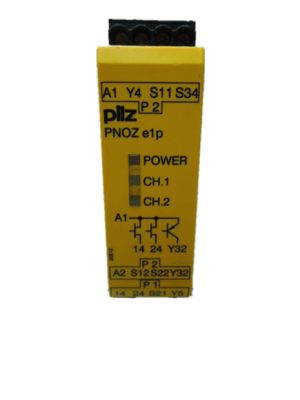 A1 Y4 S11 S34
P 2
pilz
PNOZ e1p
POWER
CH.1
CH.2
A1
14 24 Y32
P 2
A2 S12 S22 Y32
P 1
14 24 S21 Y5